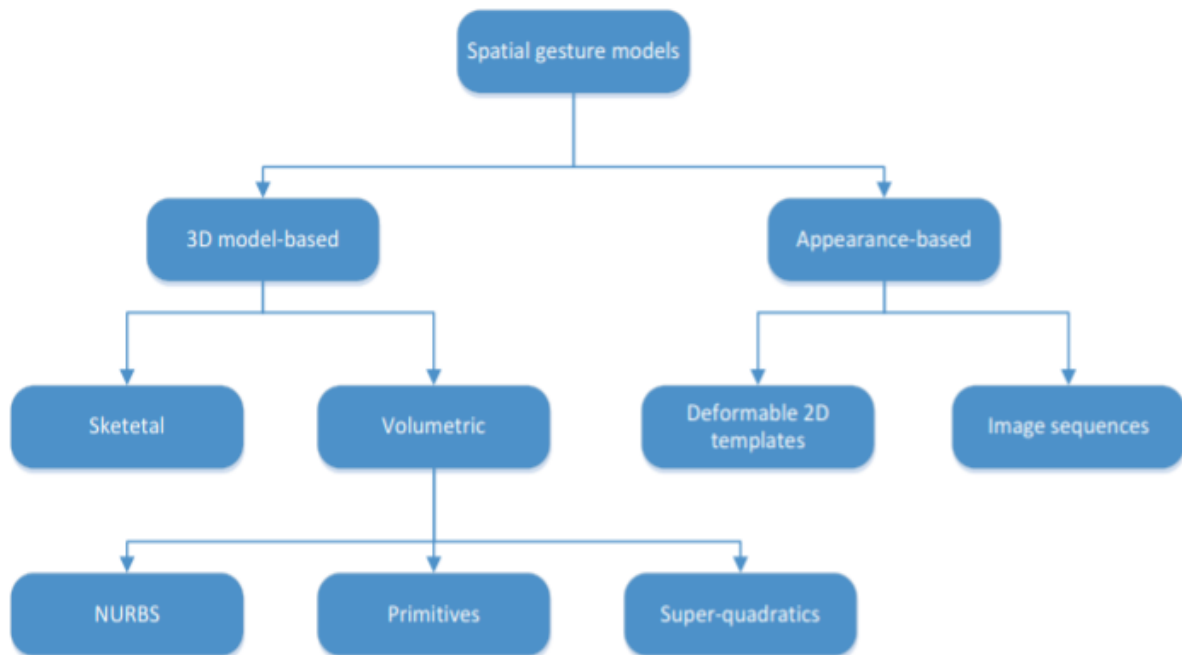 Spatial gesture models
3D model-based
Appearance-based
Sketetal
Volumetric
Deformable 2D
templates
Image sequences
NURBS
Primitives
Super-quadratics